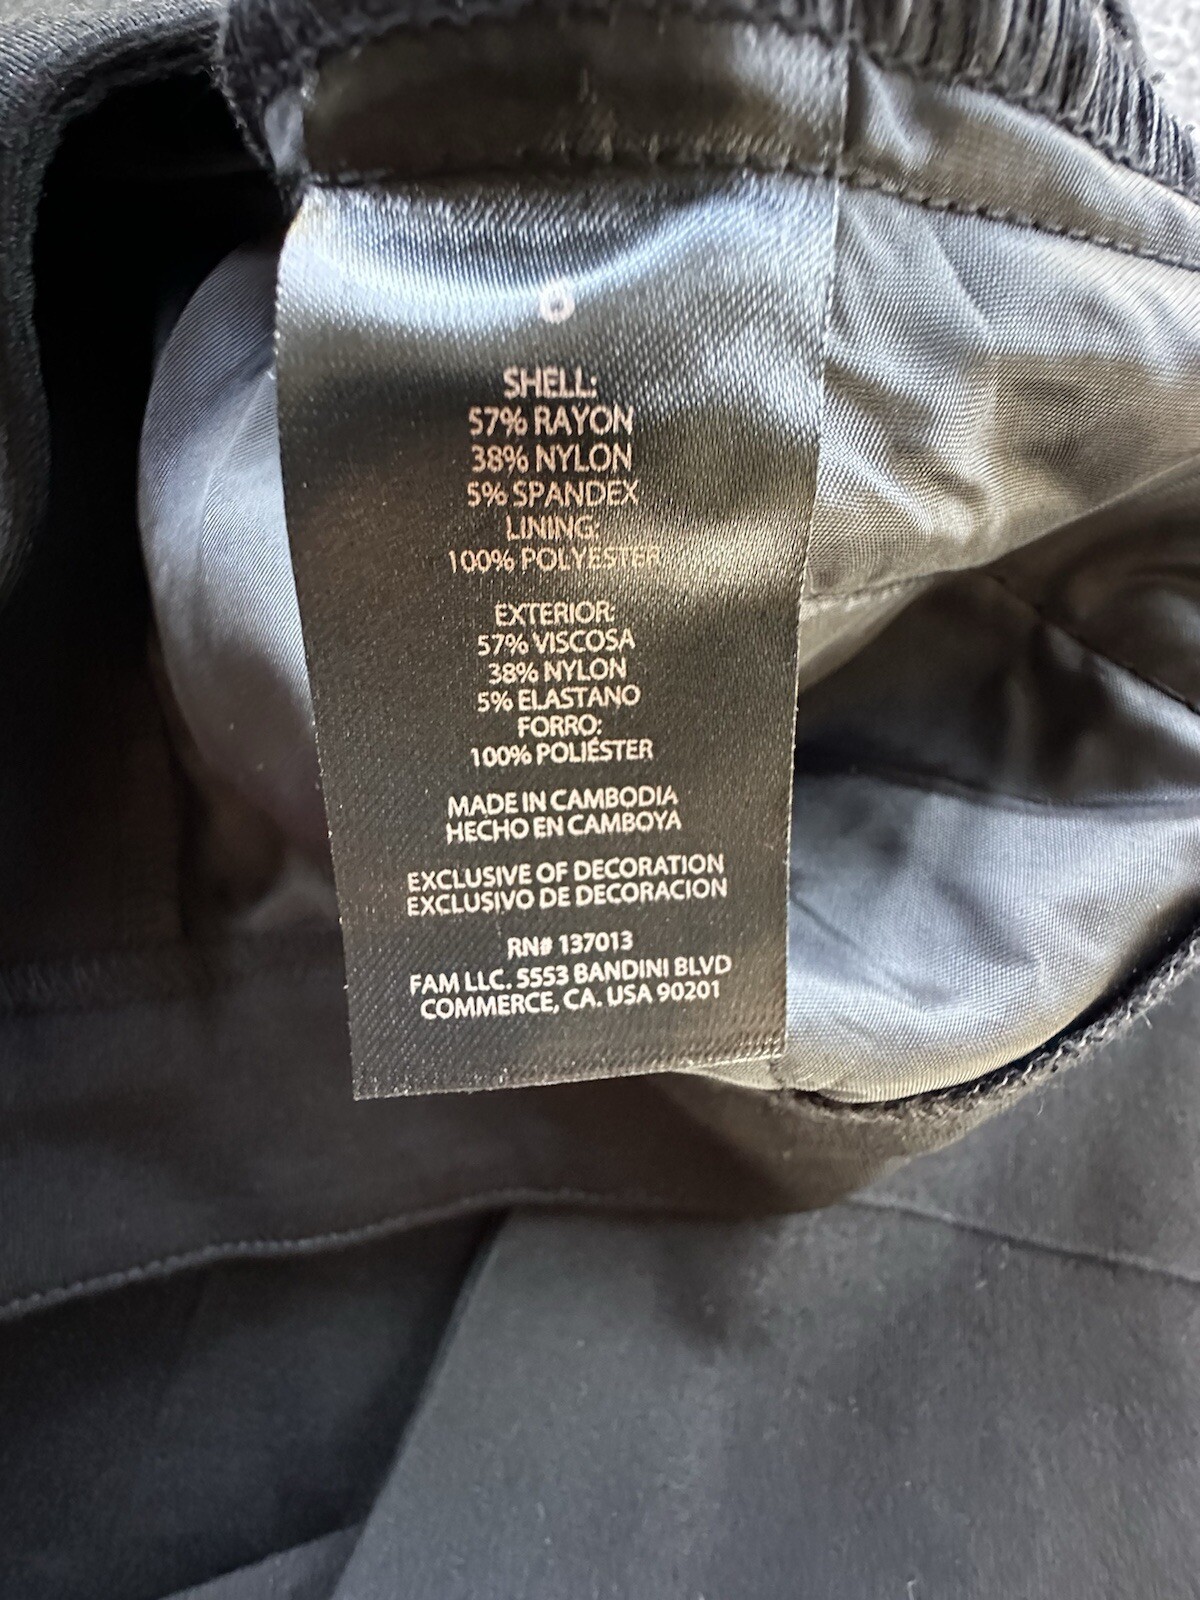 6
SHELL:
57% RAYON
38% NYLON
5% SPANDEX
LINING:
100% POLYESTER
EXTERIOR:
57% VISCOSA
38% NYLON
5% ELASTANO
FORRO:
100% POLIÉSTER
MADE IN CAMBODIA
HECHO EN CAMBOYA
EXCLUSIVE OF DECORATION
EXCLUSIVO DE DECORACION
RN# 137013
FAM LLC. 5553 BANDINI BLVD
COMMERCE, CA. USA 90201